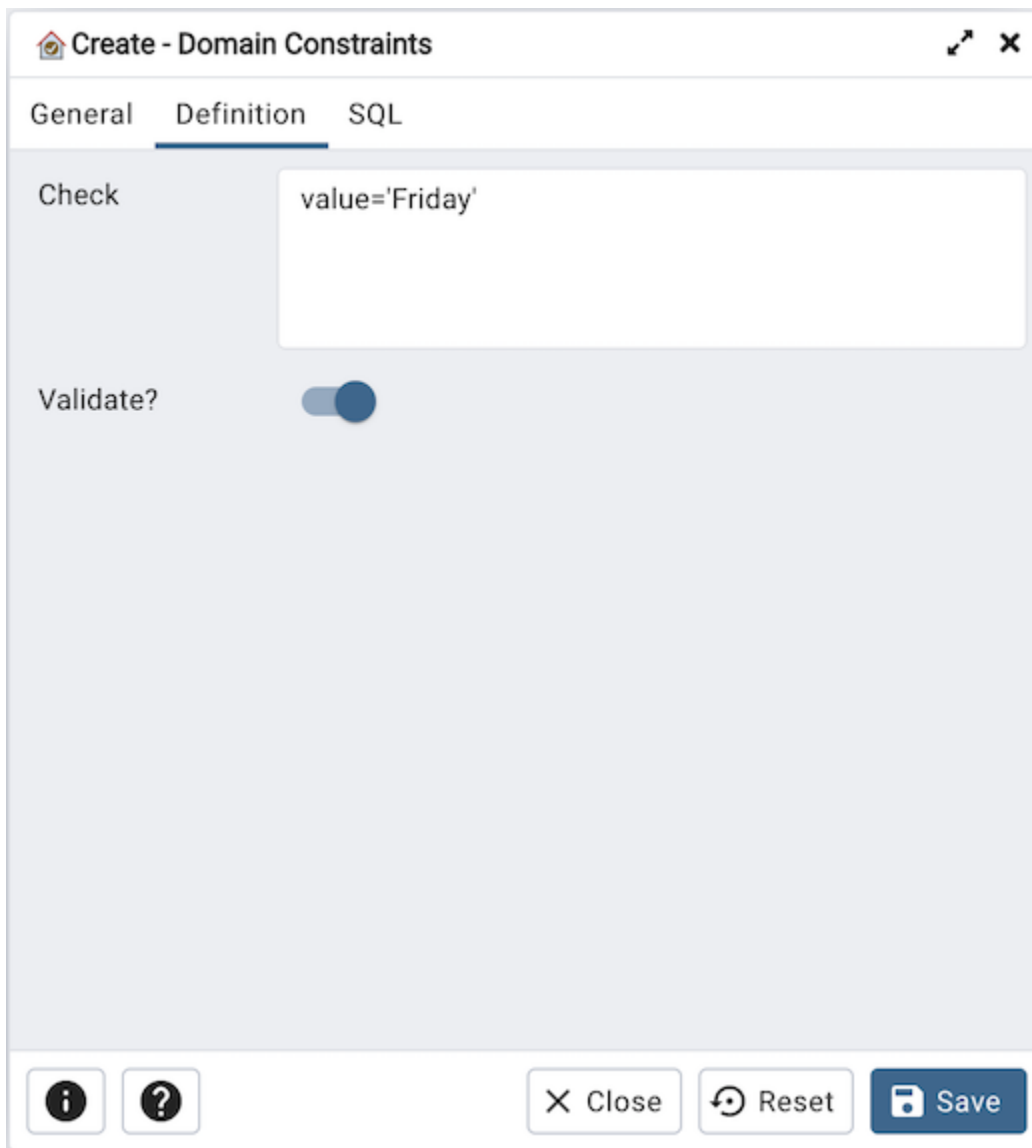 Create - Domain Constraints
General Definition SQL
Check value='Friday'
Validate?
Close Reset Save